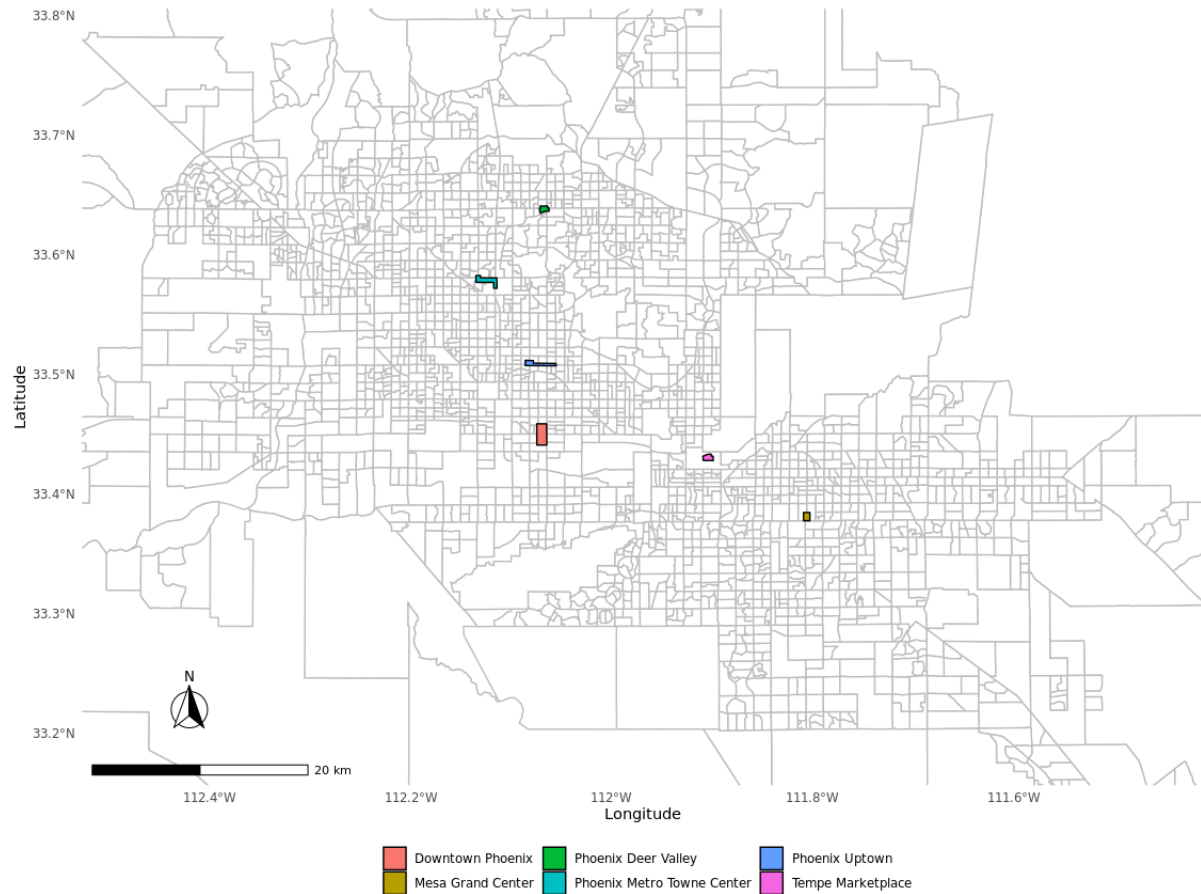 33.8°N
33.7°N
33.6°N
33.5°N
33.4°N
33.3°N
33.2°N
Latitude
N
20 km
112.4°W 112.2°W 112°W 111.8°W 111.6°W
Longitude
Downtown Phoenix Phoenix Deer Valley Phoenix Uptown
Mesa Grand Center Phoenix Metro Towne Center Tempe Marketplace